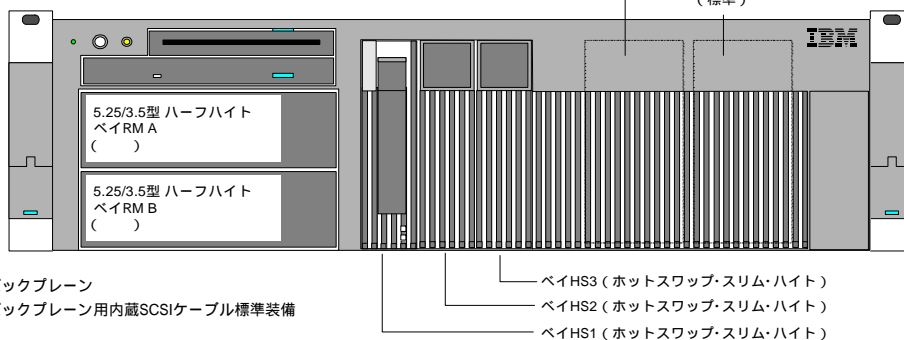 （標準）
IBM
5.25/3.5型 ハーフハイト
ベイRM A
（　　）
5.25/3.5型 ハーフハイト
ベイRM B
（　　）
ックプレーン
ックプレーン用内蔵SCSIケーブル標準装備
ベイHS3（ホットスワップ・スリム・ハイト）
ベイHS2（ホットスワップ・スリム・ハイト）
ベイHS1（ホットスワップ・スリム・ハイト）